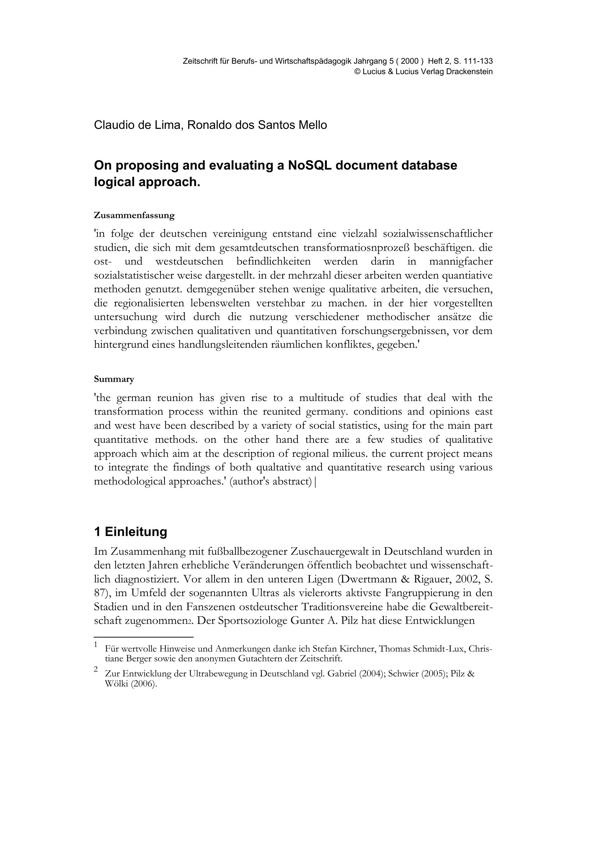 Zeitschrift für Berufs- und Wirtschaftspädagogik Jahrgang 5 ( 2000 ) Heft 2, S. 111-133
© Lucius & Lucius Verlag Drackenstein
Claudio de Lima, Ronaldo dos Santos Mello
On proposing and evaluating a NoSQL document database
logical approach.
Zusammenfassung
'in folge der deutschen vereinigung entstand eine vielzahl sozialwissenschaftlicher
studien, die sich mit dem gesamtdeutschen transformatiosnprozeß beschäftigen. die
ost- und westdeutschen befindlichkeiten werden darin in mannigfacher
sozialstatistischer weise dargestellt. in der mehrzahl dieser arbeiten werden quantiative
methoden genutzt. demgegenüber stehen wenige qualitative arbeiten, die versuchen,
die regionalisierten lebenswelten verstehbar zu machen. in der hier vorgestellten
untersuchung wird durch die nutzung verschiedener methodischer ansätze die
verbindung zwischen qualitativen und quantitativen forschungsergebnissen, vor dem
hintergrund eines handlungsleitenden räumlichen konfliktes, gegeben.'
Summary
'the german reunion has given rise to a multitude of studies that deal with the
transformation process within the reunited germany. conditions and opinions east
and west have been described by a variety of social statistics, using for the main part
quantitative methods. on the other hand there are a few studies of qualitative
approach which aim at the description of regional milieus. the current project means
to integrate the findings of both qualtative and quantitative research using various
methodological approaches.' (author's abstract)|
1 Einleitung
Im Zusammenhang mit fußballbezogener Zuschauergewalt in Deutschland wurden in
den letzten Jahren erhebliche Veränderungen öffentlich beobachtet und wissenschaft-
lich diagnostiziert. Vor allem in den unteren Ligen (Dwertmann & Rigauer, 2002, S.
87), im Umfeld der sogenannten Ultras als vielerorts aktivste Fangruppierung in den
Stadien und in den Fanszenen ostdeutscher Traditionsvereine habe die Gewaltbereit-
schaft zugenommen2. Der Sportsoziologe Gunter A. Pilz hat diese Entwicklungen
1 Für wertvolle Hinweise und Anmerkungen danke ich Stefan Kirchner, Thomas Schmidt-Lux, Chris-
tiane Berger sowie den anonymen Gutachtern der Zeitschrift.
2 Zur Entwicklung der Ultrabewegung in Deutschland vgl. Gabriel (2004); Schwier (2005); Pilz &
Wölki (2006).